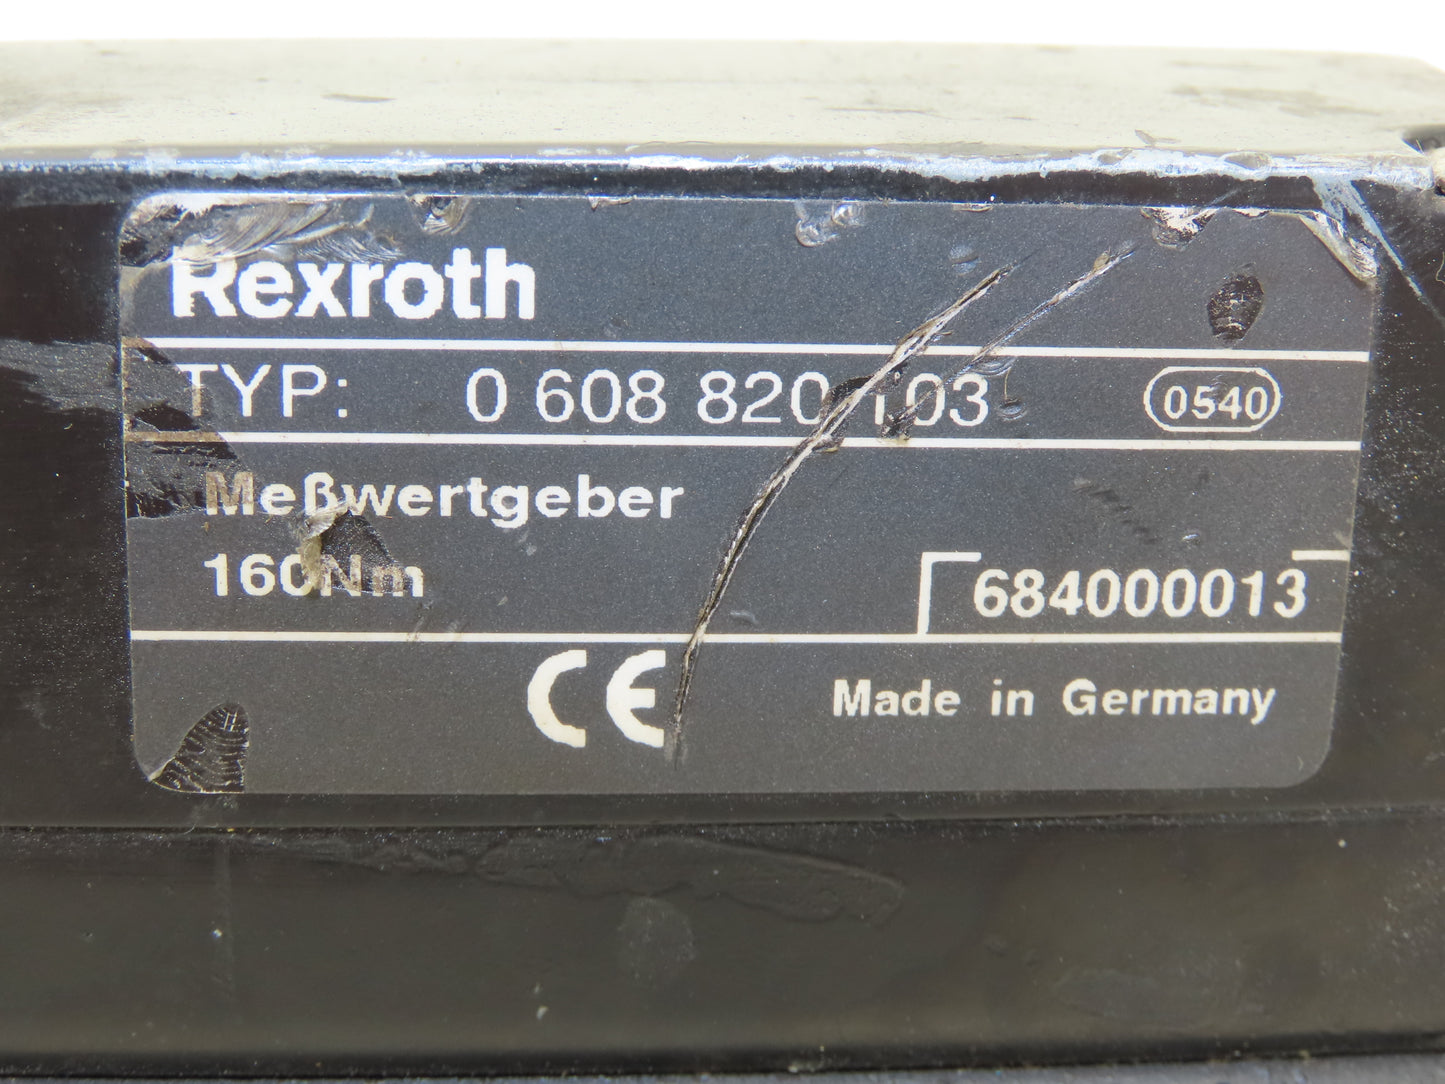 Rexroth
TYP: 0 608 820 103 0540
Meßwertgeber
160Nm 684000013
CE Made in Germany